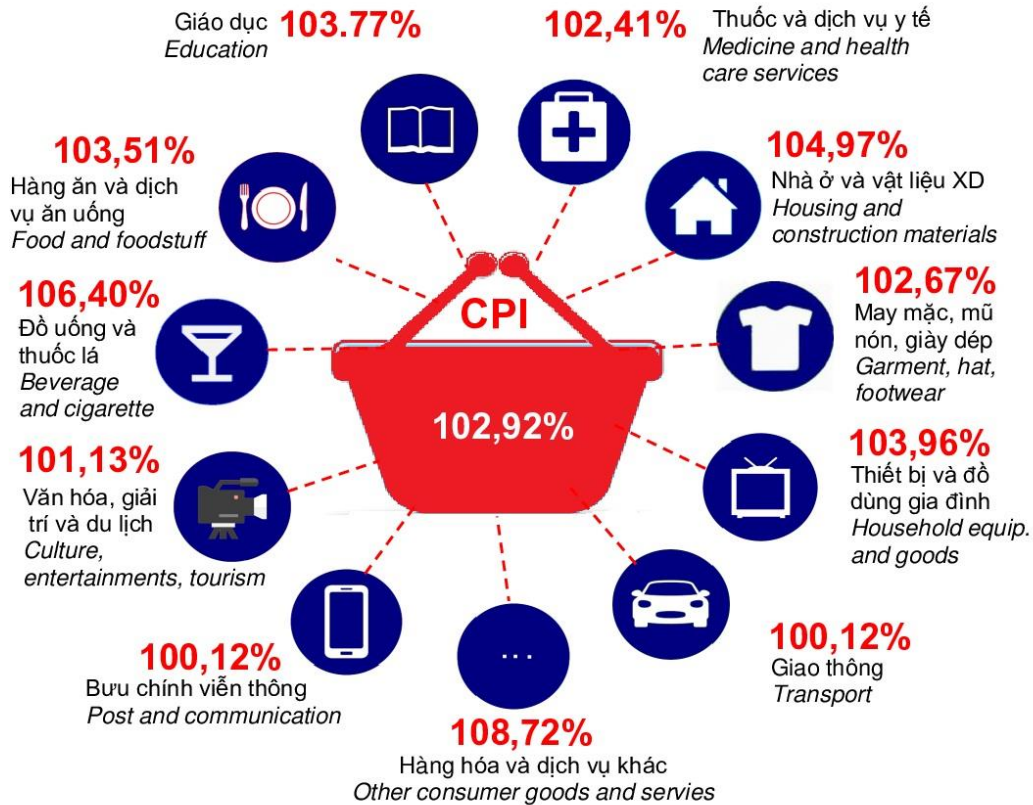 Giáo dục
Education
103.77%
102,41%
Thuốc và dịch vụ y tế
Medicine and health
care services
103,51%
Hàng ăn và dịch
vụ ăn uống
Food and foodstuff
104,97%
Nhà ở và vật liệu XD
Housing and
construction materials
106,40%
Đồ uống và
thuốc lá
Beverage
and cigarette
CPI
102,92%
102,67%
May mặc, mũ
nón, giày dép
Garment, hat,
footwear
101,13%
Văn hóa, giải
trí và du lịch
Culture,
entertainments, tourism
103,96%
Thiết bị và đồ
dùng gia đình
Household equip.
and goods
100,12%
Bưu chính viễn thông
Post and communication
...
108,72%
Hàng hóa và dịch vụ khác
Other consumer goods and servies
100,12%
Giao thông
Transport